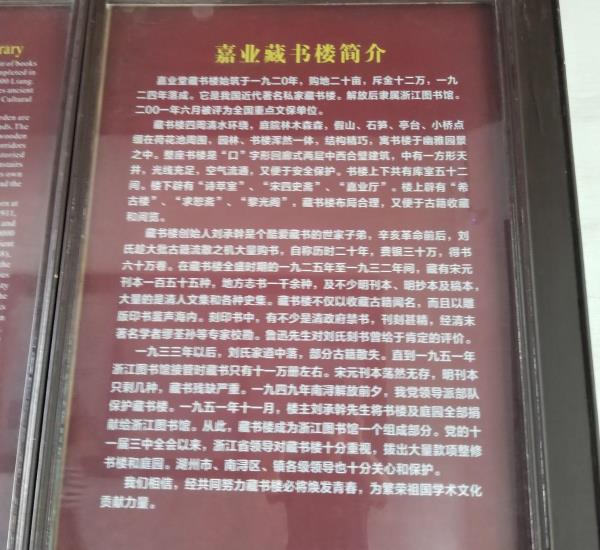 rary
of books
completed in
00 Liang.
es ancient
Cultural
oden are
nds. The
wooden
orridors
storied
nstairs
s own
nd the
嘉业藏书楼简介
嘉业堂藏书楼始筑于一九二0年，购地二十亩，斥金十二万，一九
二四年落成。它是我国近代著名私家藏书楼。解放后隶属浙江图书馆。
二00一年六月被评为全国重点文保单位。
藏书楼四周清水环绕，庭院林木森森，假山、石笋、亭台、小桥点
缀在荷花池周围，园林、书楼浑然一体，结构精巧，寓书楼于幽雅园景
之中。整座书楼是“口”字形回廊式两层中西合璧建筑，中有一方形天
井，光线充足，空气流通，又便于安全保护。书楼上下共有库室五十二
间。楼下辟有“诗萃室”、“宋四史斋”、“嘉业厅”，楼上辟有“希
古楼”、“求恕斋”、“黎光阁”，藏书楼布局合理，又便于古籍收藏
和阅览。
藏书楼创始人刘承幹是个酷爱藏书的世家子弟，辛亥革命前后，刘
氏趁大批古籍流散之机大量购书，自称历时二十年，费银三十万，得书
六十万卷。在藏书楼全盛时期的一九二五年至一九三二年间，藏有宋元
刊本一百五十五种，地方志书一千余种，及不少明刊本、明抄本及稿本，
大量的是清人文集和各种史集。藏书楼不仅以收藏古籍闻名，而且以雕
版印书蜚声海内。刻印书中，有不少是清政府禁书，刊刻甚精，经清末
著名学者缪荃孙等专家校勘。鲁迅先生对刘氏刻书曾给于肯定的评价。
一九三三年以后，刘氏家道中落，部分古籍散失。直到一九五一年
浙江图书馆接管时藏书只有十一万册左右。宋元刊本荡然无存，明刊本
只剩几种，藏书残缺严重。一九四九年南浔解放前夕，我党领导派部队
保护藏书楼。一九五一年十一月，楼主刘承幹先生将书楼及庭园全部捐
献给浙江图书馆。从此，藏书楼成为浙江图书馆一个组成部分。党的十
一届三中全会以来，浙江省领导对藏书楼十分重视，拨出大量款项整修
书楼和庭园。湖州市、南浔区、镇各级领导也十分关心和保护。
我们相信，经共同努力藏书楼必将焕发青春，为繁荣祖国学术文化
贡献力量。